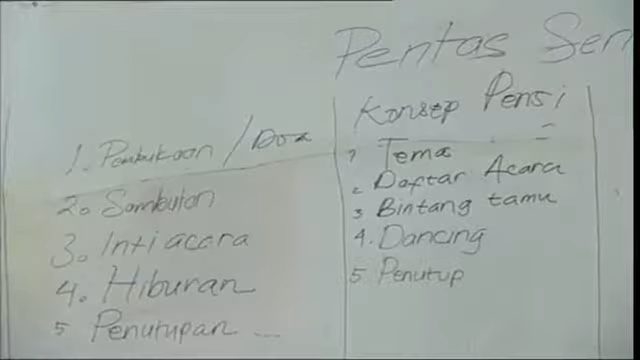 Pentas Sen
1. Pembukaan / Doa
2. Sambutan
3. Inti acara
4. Hiburan
5 Penutupan ...
Konsep Pensi
1 Tema
2. Daftar Acara
3 Bintang tamu
4. Dancing
5 Penutup